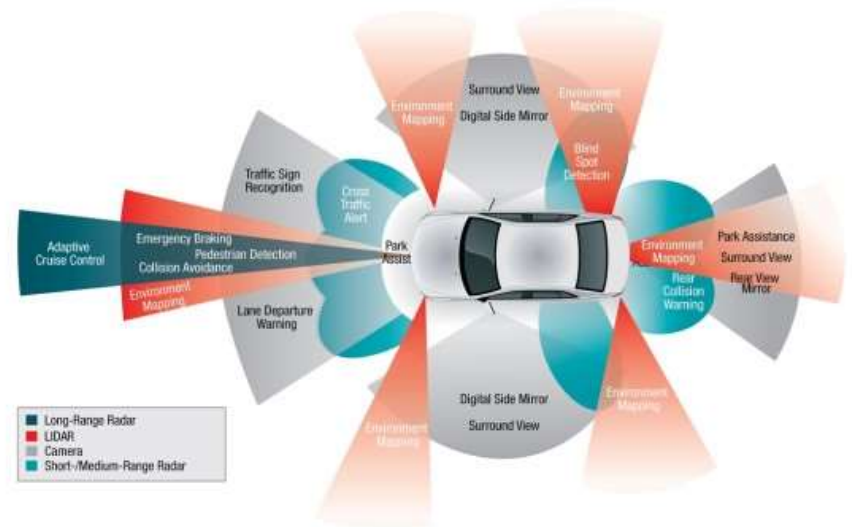 Surround View
Digital Side Mirror
Environment
Mapping
Environment
Mapping
Blind
Spot
Detection
Traffic Sign
Recognition
Cross
Traffic
Alert
Adaptive
Cruise Control
Emergency Braking
Pedestrian Detection
Collision Avoidance
Environment
Mapping
Park
Assist
Lane Departure
Warning
Environment
Mapping
Rear
Collision
Warning
Park Assistance
Surround View
Rear View
Mirror
Digital Side Mirror
Surround View
Environment
Mapping
Environment
Mapping
Long-Range Radar
LIDAR
Camera
Short-/Medium-Range Radar